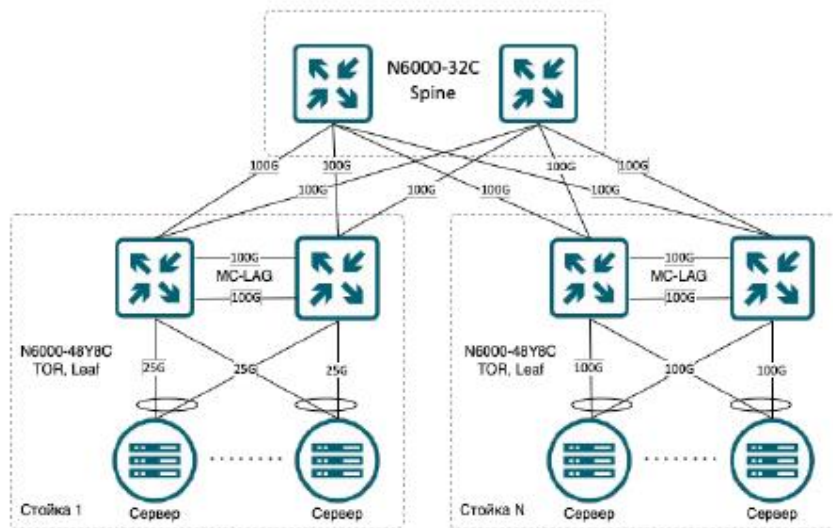 N6000-32C
Spine
100G
100G
100G
100G
100G
100G
100G
100G
100G
MC-LAG
100G
100G
MC-LAG
100G
N6000-48Y8C
TOR, Leaf
25G
25G
25G
N6000-48Y8C
TOR, Leaf
100G
100G
100G
Стойка 1
Сервер
Сервер
Стойка N
Сервер
Сервер